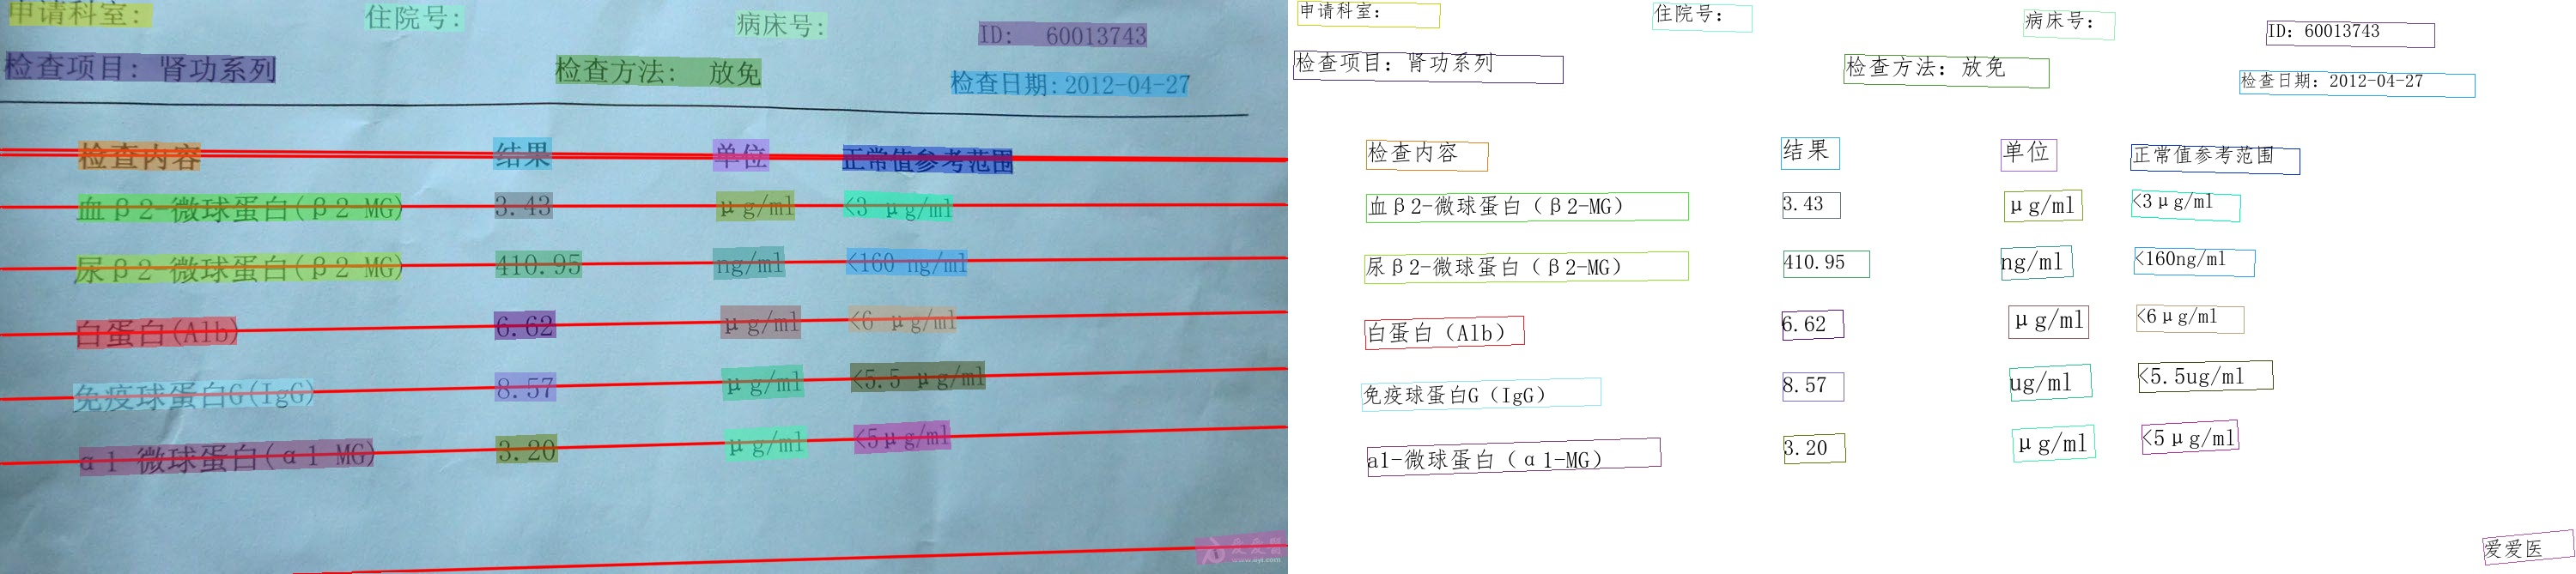 申请科室: 住院号: 病床号: ID: 60013743
检查项目: 肾功系列 检查方法: 放免 检查日期:2012-04-27
检查内容 结果 单位 正常值参考范围
血β2-微球蛋白(β2-MG) 3.43 μg/ml <3 μg/ml
尿β2-微球蛋白(β2-MG) 410.95 ng/ml <160 ng/ml
白蛋白(Alb) 6.62 μg/ml <6 μg/ml
免疫球蛋白G(IgG) 8.57 μg/ml <5.5 μg/ml
α1-微球蛋白(α1-MG) 3.20 μg/ml <5μg/ml
爱爱医
申请科室: 住院号: 病床号: ID: 60013743
检查项目: 肾功系列 检查方法: 放免 检查日期: 2012-04-27
检查内容 结果 单位 正常值参考范围
血β2-微球蛋白（β2-MG） 3.43 μg/ml <3μg/ml
尿β2-微球蛋白（β2-MG） 410.95 ng/ml <160ng/ml
白蛋白（Alb） 6.62 μg/ml <6μg/ml
免疫球蛋白G（IgG） 8.57 ug/ml <5.5ug/ml
a1-微球蛋白（α1-MG） 3.20 μg/ml <5μg/ml
爱爱医